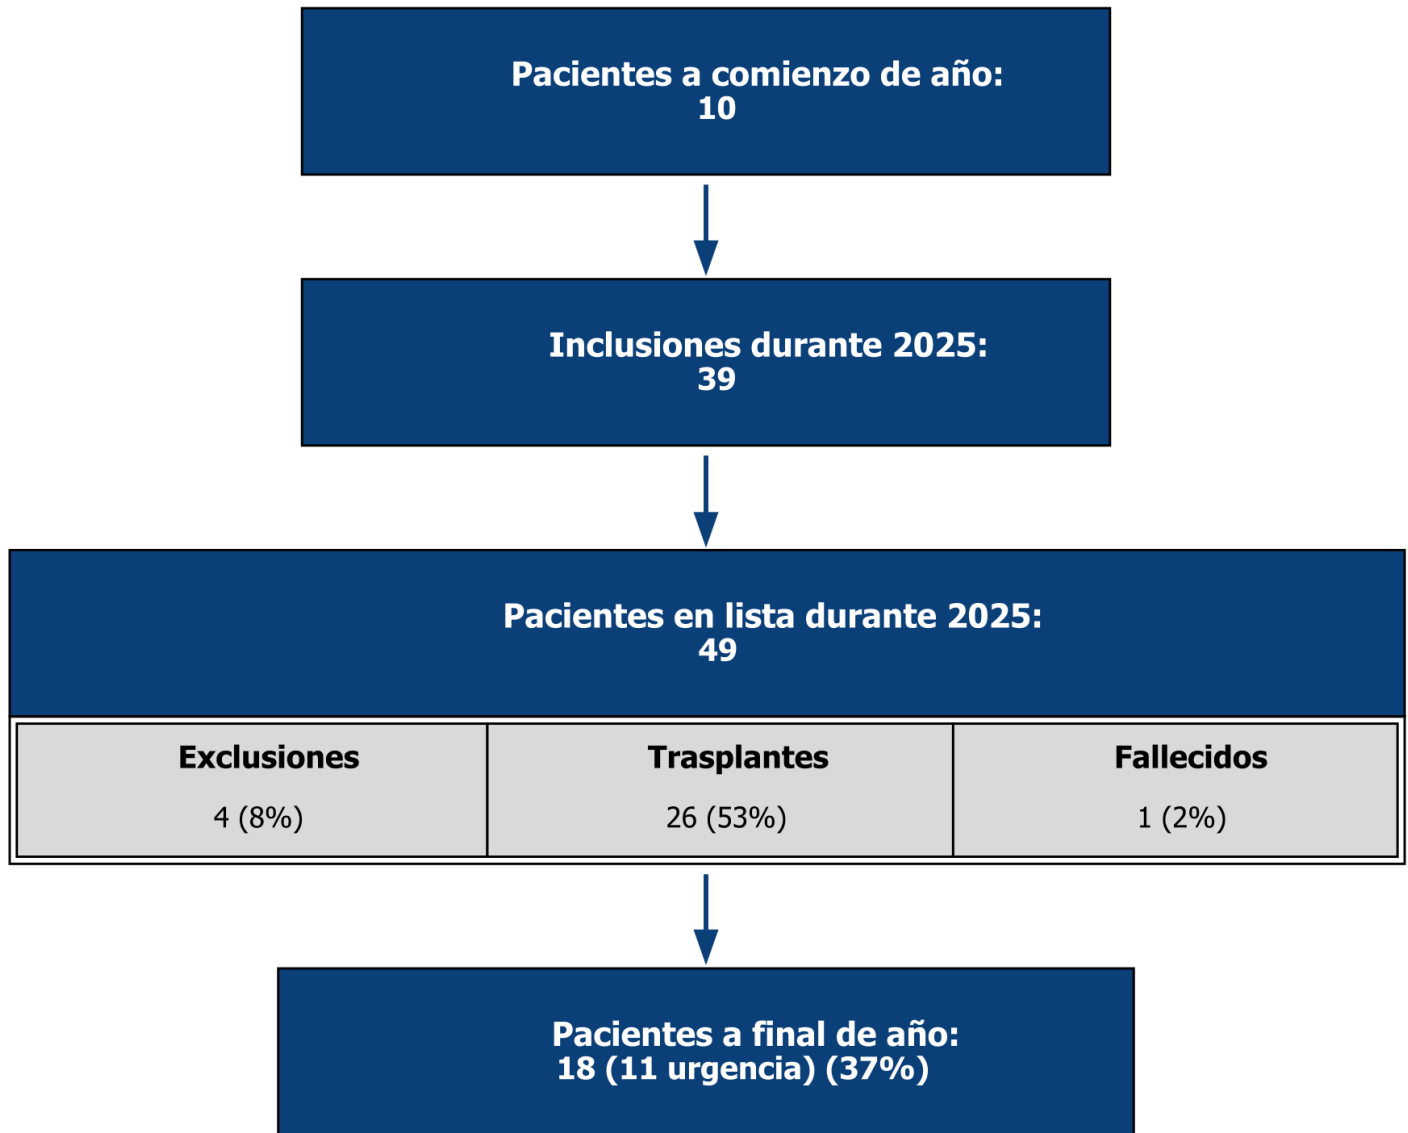 Pacientes a comienzo de año:
10
Inclusiones durante 2025:
39
Pacientes en lista durante 2025:
49
Exclusiones
Trasplantes
Fallecidos
4 (8%)
26 (53%)
1 (2%)
Pacientes a final de año:
18 (11 urgencia) (37%)